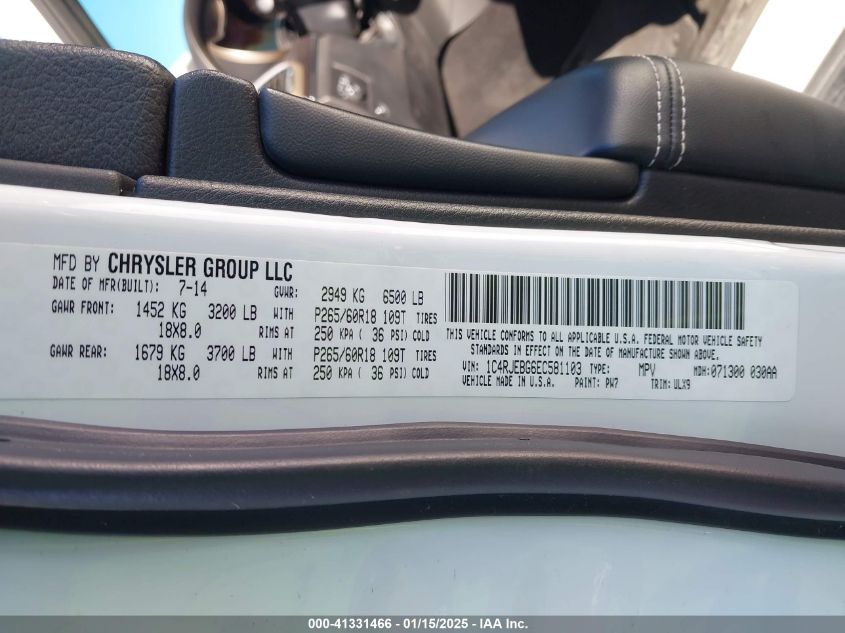 MFD BY CHRYSLER GROUP LLC
DATE OF MFR(BUILT): 7-14 GVWR: 2949 KG 6500 LB
GAWR FRONT: 1452 KG 3200 LB WITH P265/60R18 109T TIRES
18X8.0 RIMS AT 250 KPA ( 36 PSI) COLD
GAWR REAR: 1679 KG 3700 LB WITH P265/60R18 109T TIRES
18X8.0 RIMS AT 250 KPA ( 36 PSI) COLD
THIS VEHICLE CONFORMS TO ALL APPLICABLE U.S.A. FEDERAL MOTOR VEHICLE SAFETY
STANDARDS IN EFFECT ON THE DATE OF MANUFACTURE SHOWN ABOVE.
VIN: 1C4RJEBG6EC581103 TYPE: MPV MDH:071300 030AA
VEHICLE MADE IN U.S.A. PAINT: PW7 TRIM: ULX9
000-41331466 - 01/15/2025 - IAA Inc.